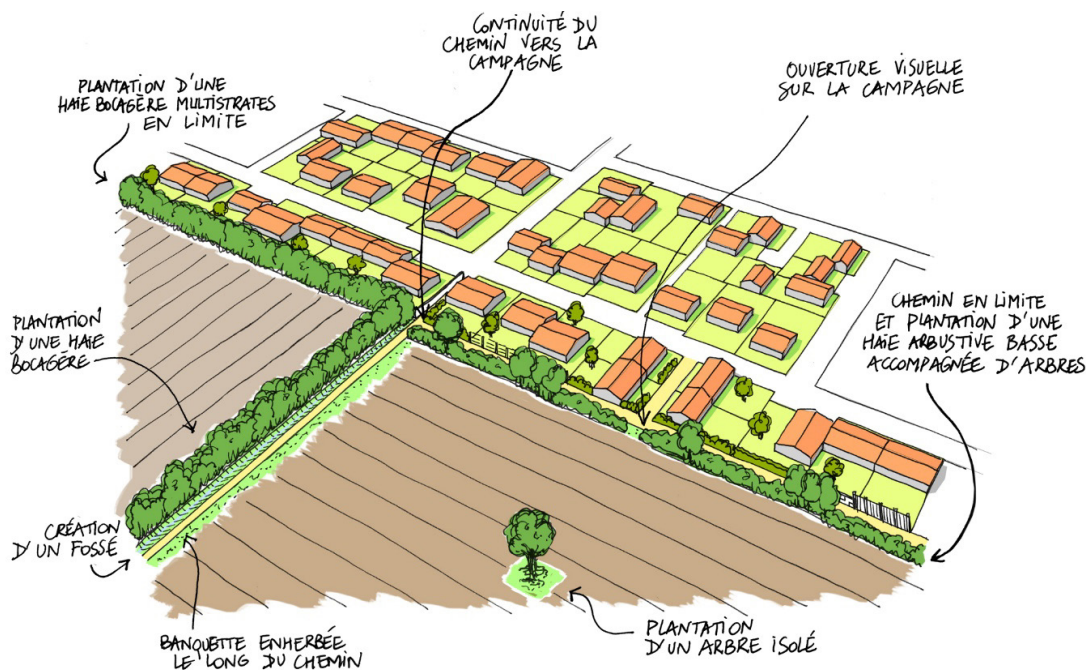 CONTINUITÉ DU
CHEMIN VERS LA
CAMPAGNE
PLANTATION D'UNE
HAIE BOCAGÈRE MULTISTRATES
EN LIMITE
OUVERTURE VISUELLE
SUR LA CAMPAGNE
PLANTATION
D'UNE HAIE
BOCAGÈRE
CHEMIN EN LIMITE
ET PLANTATION D'UNE
HAIE ARBUSTIVE BASSE
ACCOMPAGNÉE D'ARBRES
CRÉATION
D'UN FOSSÉ
BANQUETTE ENHERBÉE
LE LONG DU CHEMIN
PLANTATION
D'UN ARBRE ISOLÉ